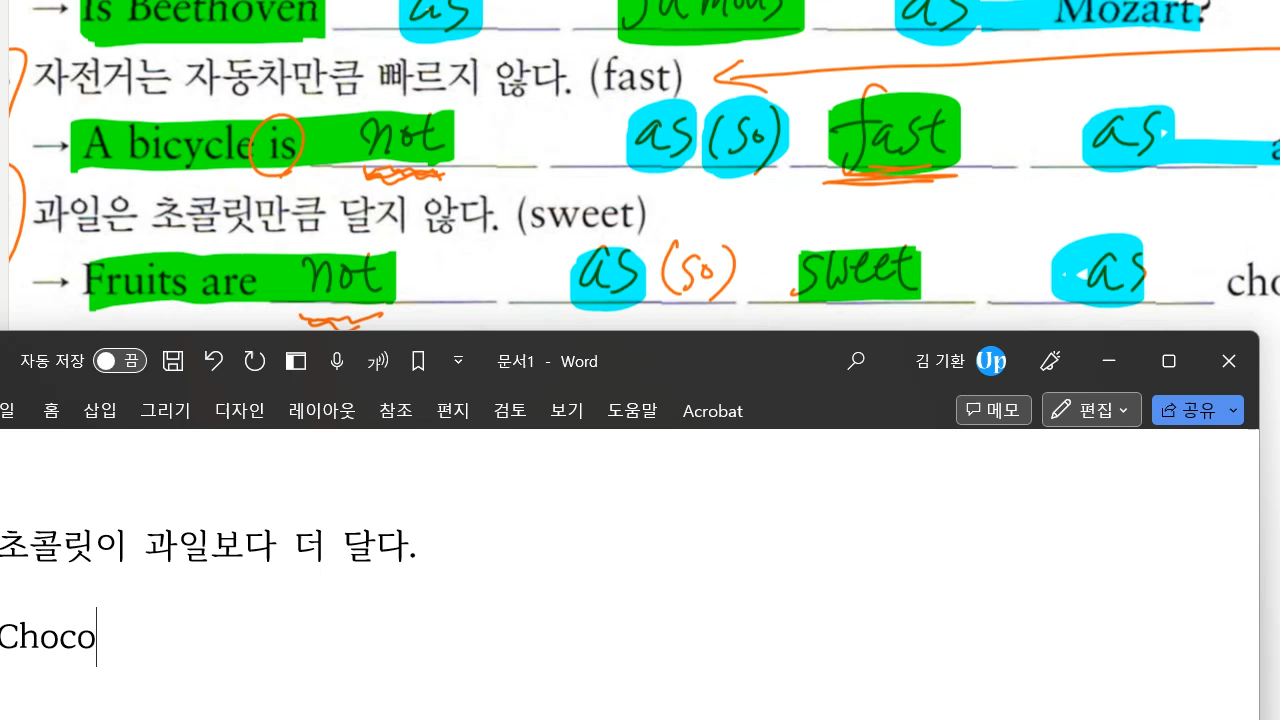 → Is Beethoven as famous as Mozart?
자전거는 자동차만큼 빠르지 않다. (fast)
→ A bicycle is not as (so) fast as a
과일은 초콜릿만큼 달지 않다. (sweet)
→ Fruits are not as (so) sweet as cho
자동 저장 끔 가)) 문서1 - Word 김 기환 Up
일 홈 삽입 그리기 디자인 레이아웃 참조 편지 검토 보기 도움말 Acrobat 메모 편집 공유
초콜릿이 과일보다 더 달다.
Choco